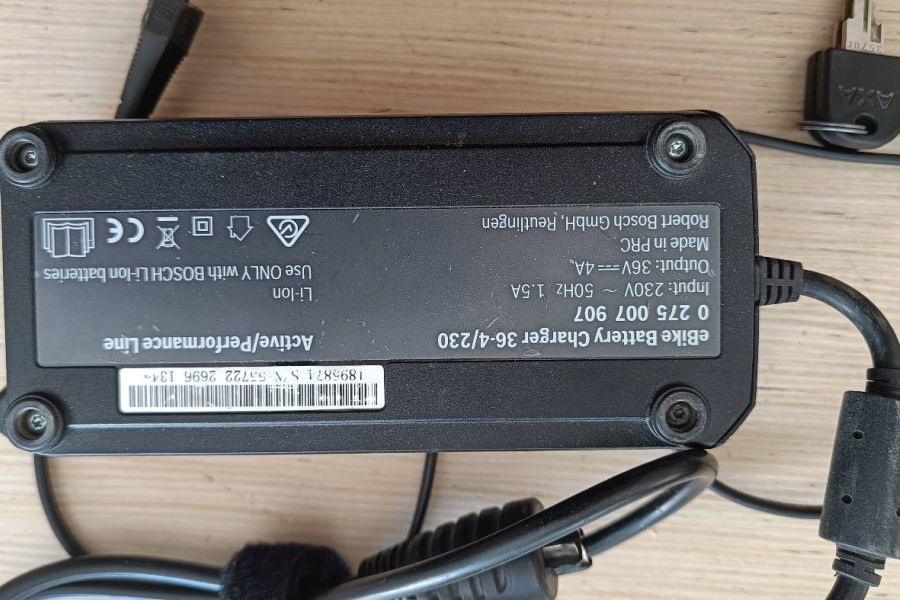 eBike Battery Charger 36-4/230
0 275 007 907
Input: 230V ~ 50Hz 1.5A
Output: 36V⎓4A
Made in PRC
Robert Bosch GmbH, Reutlingen
Active/Performance Line
Li-Ion
Use ONLY with BOSCH Li-Ion batteries
CE
2696
AXA